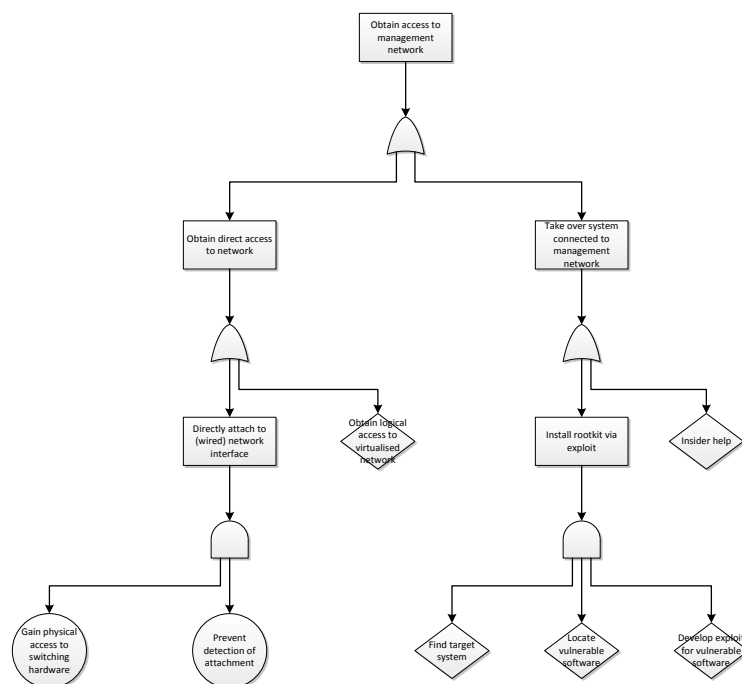 Obtain access to
management
network
Obtain direct access
to network
Take over system
connected to
management
network
Directly attach to
(wired) network
interface
Obtain logical
access to
virtualised
network
Install rootkit via
exploit
Insider help
Gain physical
access to
switching
hardware
Prevent
detection of
attachment
Find target
system
Locate
vulnerable
software
Develop exploit
for vulnerable
software